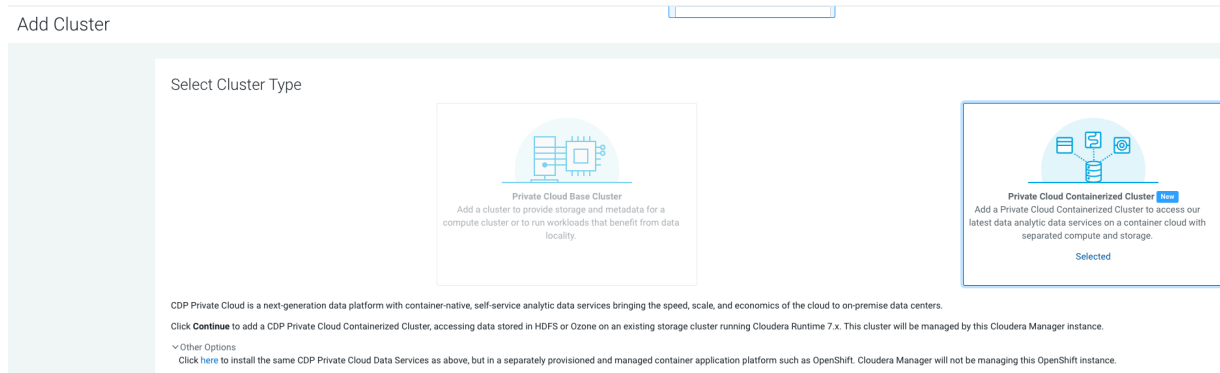 Add Cluster
Select Cluster Type
Private Cloud Base Cluster
Add a cluster to provide storage and metadata for a
compute cluster or to run workloads that benefit from data
locality.
Private Cloud Containerized Cluster New
Add a Private Cloud Containerized Cluster to access our
latest data analytic data services on a container cloud with
separated compute and storage.
Selected
CDP Private Cloud is a next-generation data platform with container-native, self-service analytic data services bringing the speed, scale, and economics of the cloud to on-premise data centers.
Click Continue to add a CDP Private Cloud Containerized Cluster, accessing data stored in HDFS or Ozone on an existing storage cluster running Cloudera Runtime 7.x. This cluster will be managed by this Cloudera Manager instance.
Other Options
Click here to install the same CDP Private Cloud Data Services as above, but in a separately provisioned and managed container application platform such as OpenShift. Cloudera Manager will not be managing this OpenShift instance.